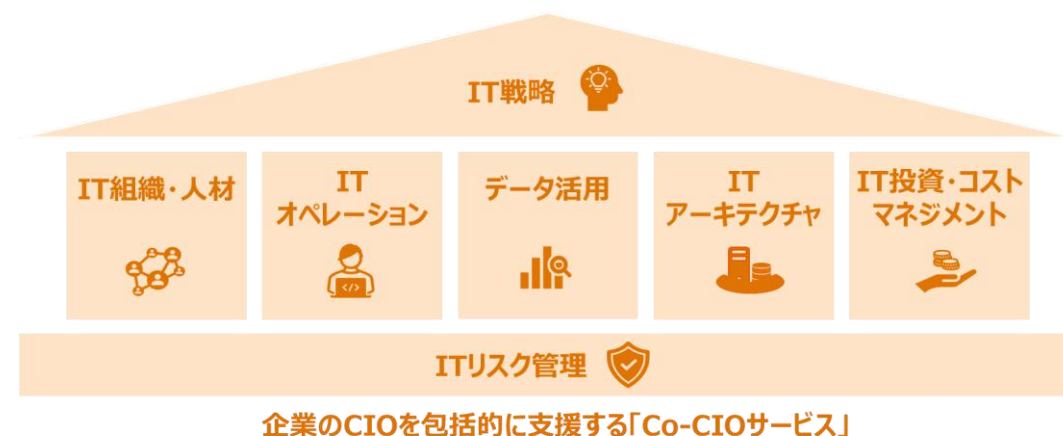 IT戦略
IT組織・人材
IT
オペレーション
</>
データ活用
IT
アーキテクチャ
IT投資・コスト
マネジメント
ITリスク管理
企業のCIOを包括的に支援する「Co-CIOサービス」